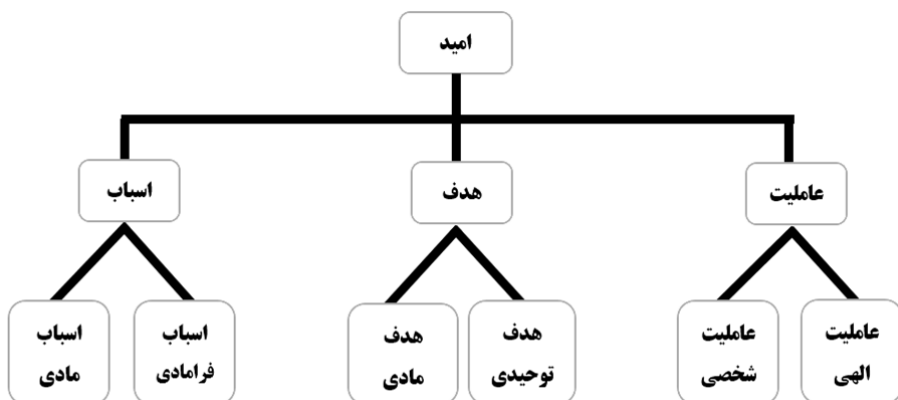 امید
عاملیت
هدف
اسباب
عاملیت
الهی
عاملیت
شخصی
هدف
توحیدی
هدف
مادی
اسباب
فرامادی
اسباب
مادی